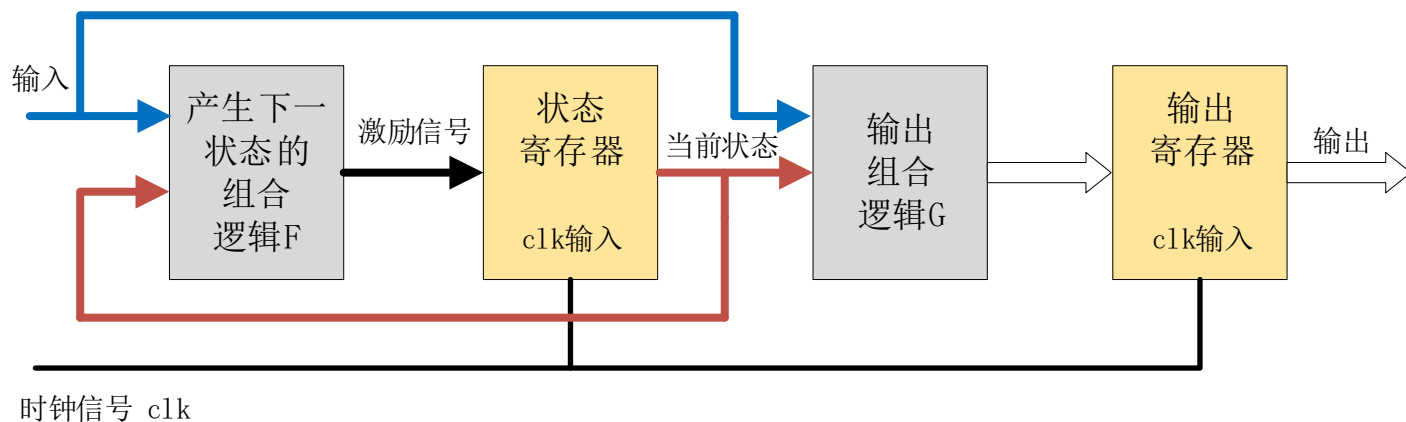 输入
产生下一
状态的
组合
逻辑F
激励信号
状态
寄存器
clk输入
当前状态
输出
组合
逻辑G
输出
寄存器
clk输入
输出
时钟信号 clk